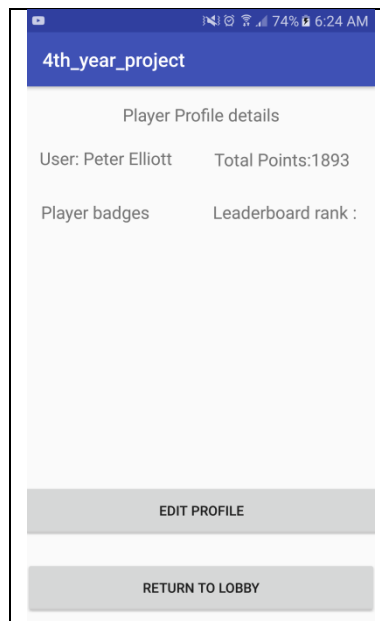 74% 6:24 AM
4th_year_project
Player Profile details
User: Peter Elliott Total Points:1893
Player badges Leaderboard rank :
EDIT PROFILE
RETURN TO LOBBY